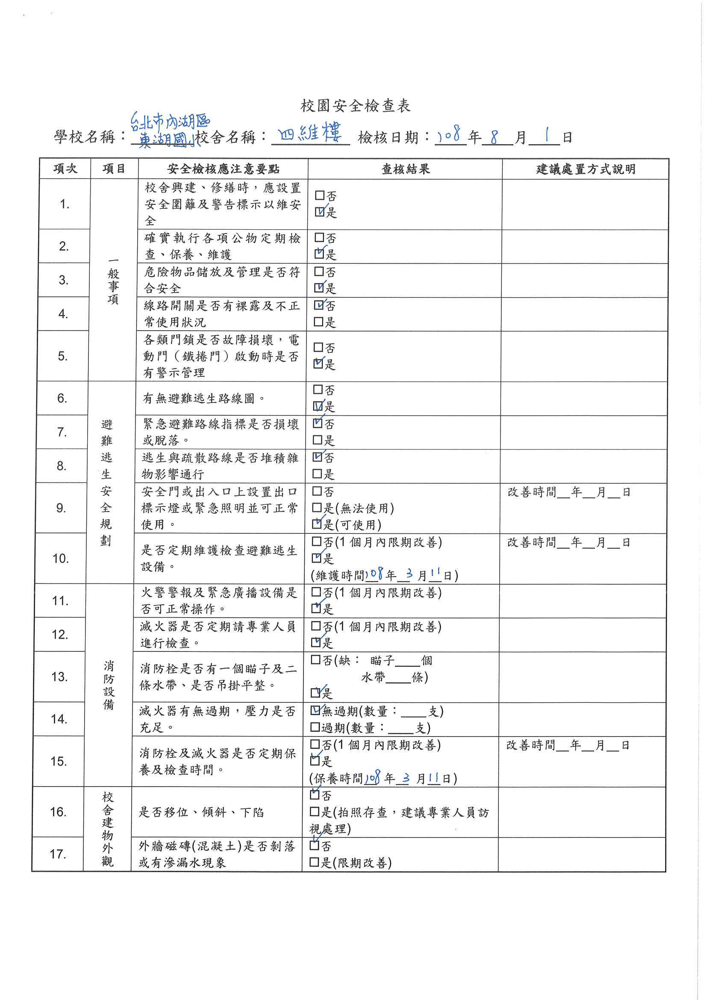 校園安全檢查表
台北市內湖區
學校名稱：東湖國小校舍名稱：四維樓 檢核日期：108年8月1日
項次 項目 安全檢核應注意要點 查核結果 建議處置方式說明
一般事項
1. 校舍興建、修繕時，應設置
安全圍籬及警告標示以維安
全
□否
☑是
2. 確實執行各項公物定期檢
查、保養、維護
□否
☑是
3. 危險物品儲放及管理是否符
合安全
□否
☑是
4. 線路開關是否有裸露及不正
常使用狀況
☑否
□是
5. 各類門鎖是否故障損壞，電
動門（鐵捲門）啟動時是否
有警示管理
□否
☑是
避難逃生安全規劃
6. 有無避難逃生路線圖。
□否
☑是
7. 緊急避難路線指標是否損壞
或脫落。
☑否
□是
8. 逃生與疏散路線是否堆積雜
物影響通行
☑否
□是
9. 安全門或出入口上設置出口
標示燈或緊急照明並可正常
使用。
□否
□是(無法使用)
☑是(可使用)
改善時間__年__月__日
10. 是否定期維護檢查避難逃生
設備。
□否(1 個月內限期改善)
☑是
(維護時間108年3月11日)
改善時間__年__月__日
消防設備
11. 火警警報及緊急廣播設備是
否可正常操作。
□否(1 個月內限期改善)
☑是
12. 滅火器是否定期請專業人員
進行檢查。
□否(1 個月內限期改善)
☑是
13. 消防栓是否有一個瞄子及二
條水帶、是否吊掛平整。
□否(缺： 瞄子____個
水帶____條)
☑是
14. 滅火器有無過期，壓力是否
充足。
☑無過期(數量：____支)
□過期(數量：____支)
15. 消防栓及滅火器是否定期保
養及檢查時間。
□否(1 個月內限期改善)
☑是
(保養時間108年3月11日)
改善時間__年__月__日
校舍建物外觀
16. 是否移位、傾斜、下陷
☑否
□是(拍照存查，建議專業人員訪
視處理)
17. 外牆磁磚(混凝土)是否剝落
或有滲漏水現象
☑否
□是(限期改善)